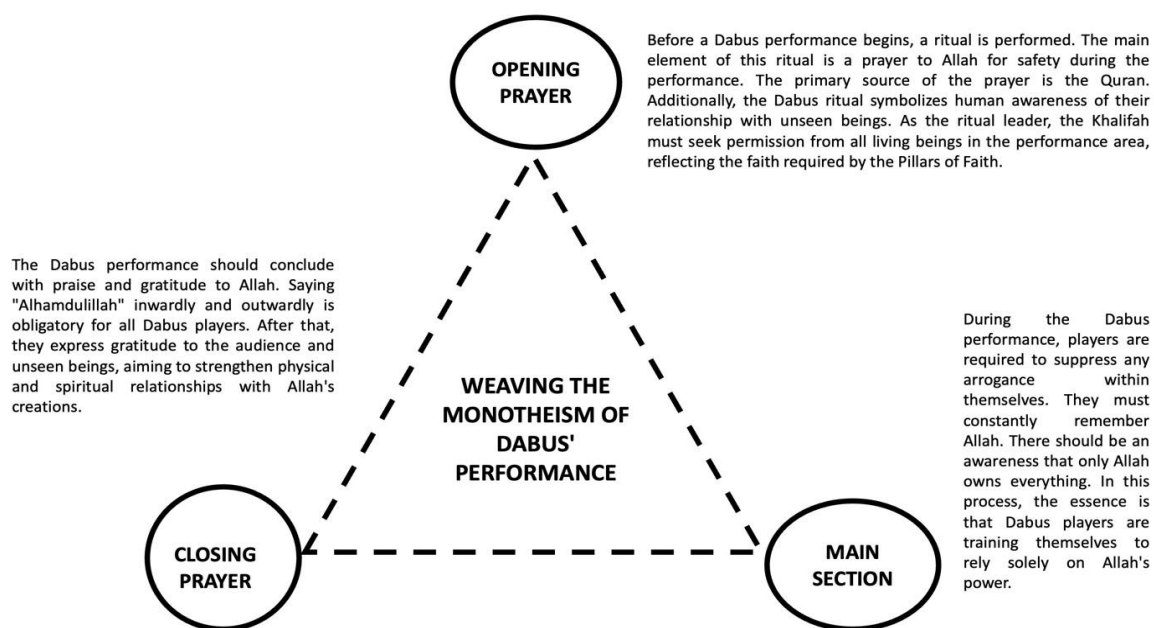 OPENING
PRAYER
Before a Dabus performance begins, a ritual is performed. The main
element of this ritual is a prayer to Allah for safety during the
performance. The primary source of the prayer is the Quran.
Additionally, the Dabus ritual symbolizes human awareness of their
relationship with unseen beings. As the ritual leader, the Khalifah
must seek permission from all living beings in the performance area,
reflecting the faith required by the Pillars of Faith.
The Dabus performance should conclude
with praise and gratitude to Allah. Saying
"Alhamdulillah" inwardly and outwardly is
obligatory for all Dabus players. After that,
they express gratitude to the audience and
unseen beings, aiming to strengthen physical
and spiritual relationships with Allah's
creations.
WEAVING THE
MONOTHEISM OF
DABUS'
PERFORMANCE
During the Dabus
performance, players are
required to suppress any
arrogance within
themselves. They must
constantly remember
Allah. There should be an
awareness that only Allah
owns everything. In this
process, the essence is
that Dabus players are
training themselves to
rely solely on Allah's
power.
CLOSING
PRAYER
MAIN
SECTION